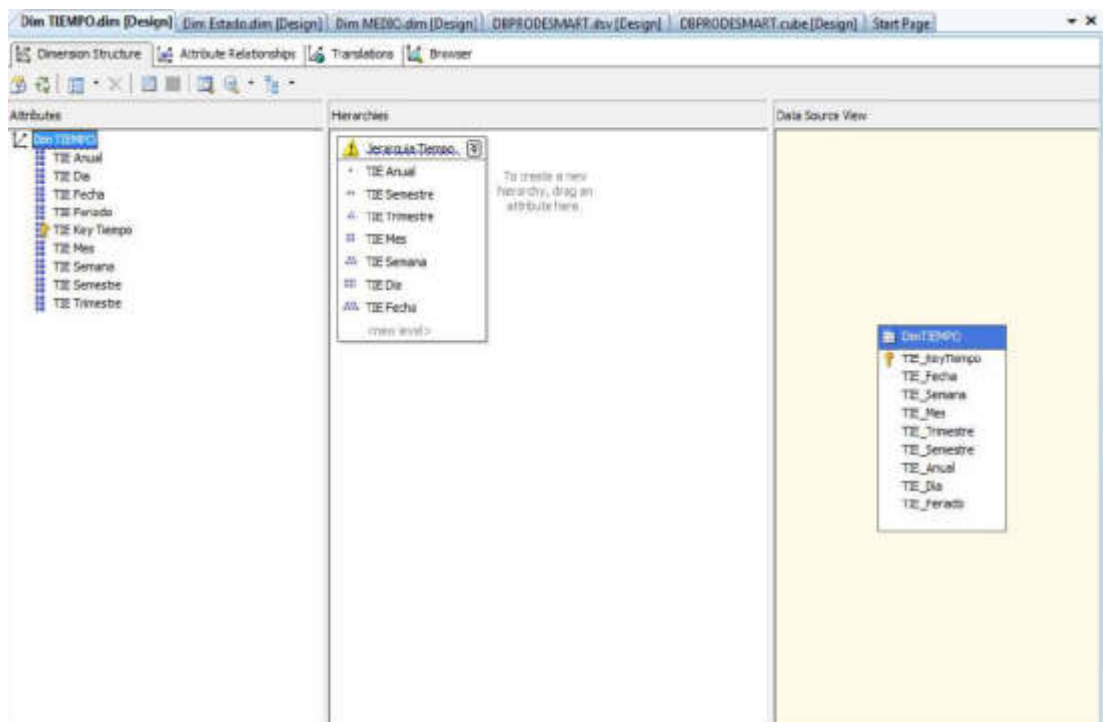 Dim TIEMPO.dim [Design] Dim Estado.dim [Design] Dim MEDIC.dim [Design] DBPRODESMART.dsv [Design] DBPRODESMART.cube [Design] Start Page
Dimension Structure Attribute Relationships Translations Browser
Attributes
Dim TIEMPO
TIE Anual
TIE Dia
TIE Fecha
TIE Feriado
TIE Key Tiempo
TIE Mes
TIE Semana
TIE Semestre
TIE Trimestre
Hierarchies
Jerarquia Tiempo
TIE Anual
TIE Semestre
TIE Trimestre
TIE Mes
TIE Semana
TIE Dia
TIE Fecha
<new level>
To create a new
hierarchy, drag an
attribute here.
Data Source View
DimTIEMPO
TIE_KeyTiempo
TIE_Fecha
TIE_Semana
TIE_Mes
TIE_Trimestre
TIE_Semestre
TIE_Anual
TIE_Dia
TIE_Feriado